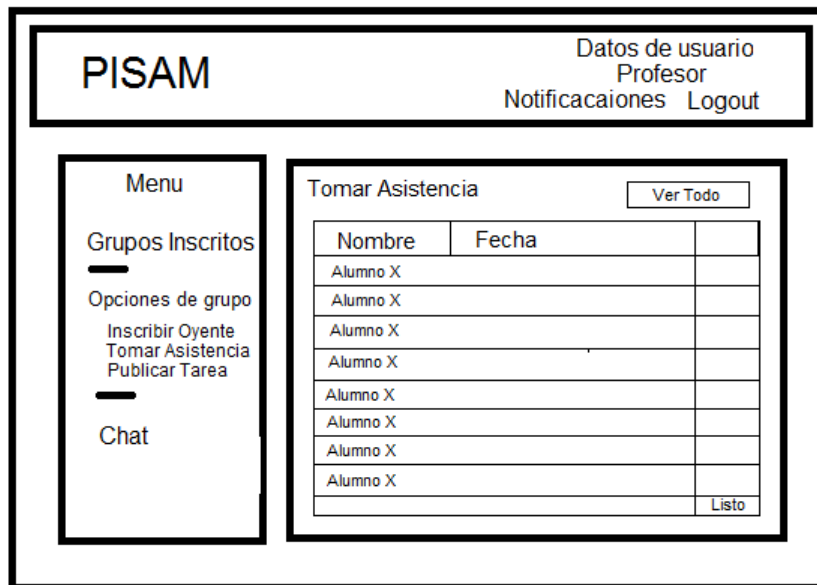 PISAM
Datos de usuario
Profesor
Notificacaiones Logout
Menu
Grupos Inscritos
Opciones de grupo
Inscribir Oyente
Tomar Asistencia
Publicar Tarea
Chat
Tomar Asistencia
Ver Todo
Nombre Fecha
Alumno X
Alumno X
Alumno X
Alumno X
Alumno X
Alumno X
Alumno X
Alumno X
Listo